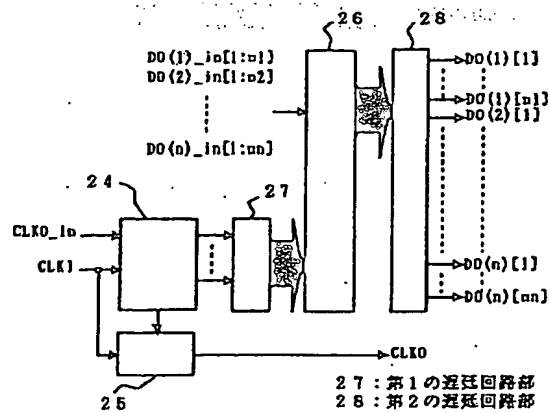 26
28
DO(1)_in[1:n1]
DO(2)_in[1:n2]
DO(n)_in[1:nn]
DO(1)[1]
DO(1)[n1]
DO(2)[1]
24
27
CLKO_in
CLKI
DO(n)[1]
DO(n)[nn]
CLKO
25
27:第1の遅延回路部
28:第2の遅延回路部